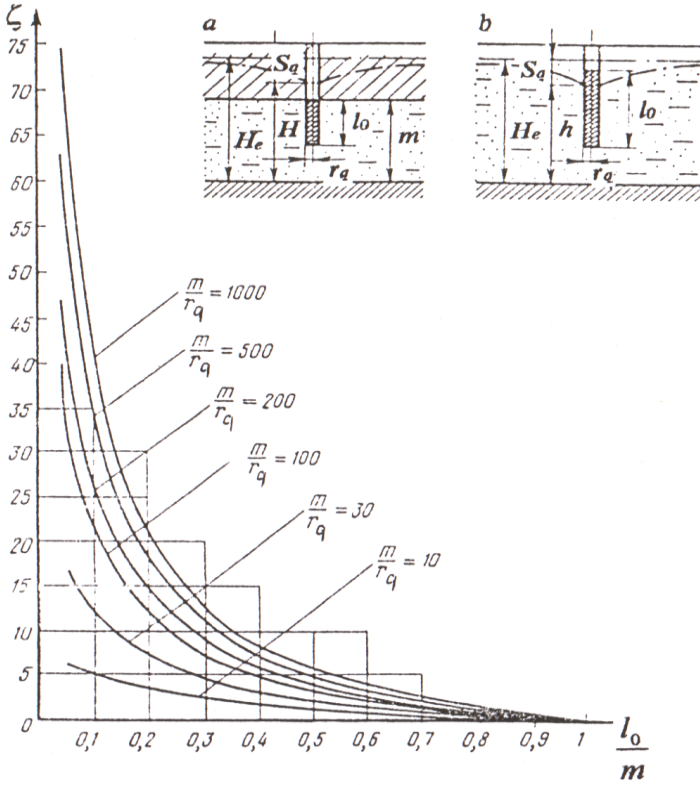 ζ
a
b
75
70
65
60
55
50
45
40
35
30
25
20
15
10
5
0
Sq
He
H
l₀
m
rq
Sq
He
h
l₀
rq
m/rq = 1000
m/rq = 500
m/rq = 200
m/rq = 100
m/rq = 30
m/rq = 10
0,1 0,2 0,3 0,4 0,5 0,6 0,7 0,8 0,9 1
l₀/m